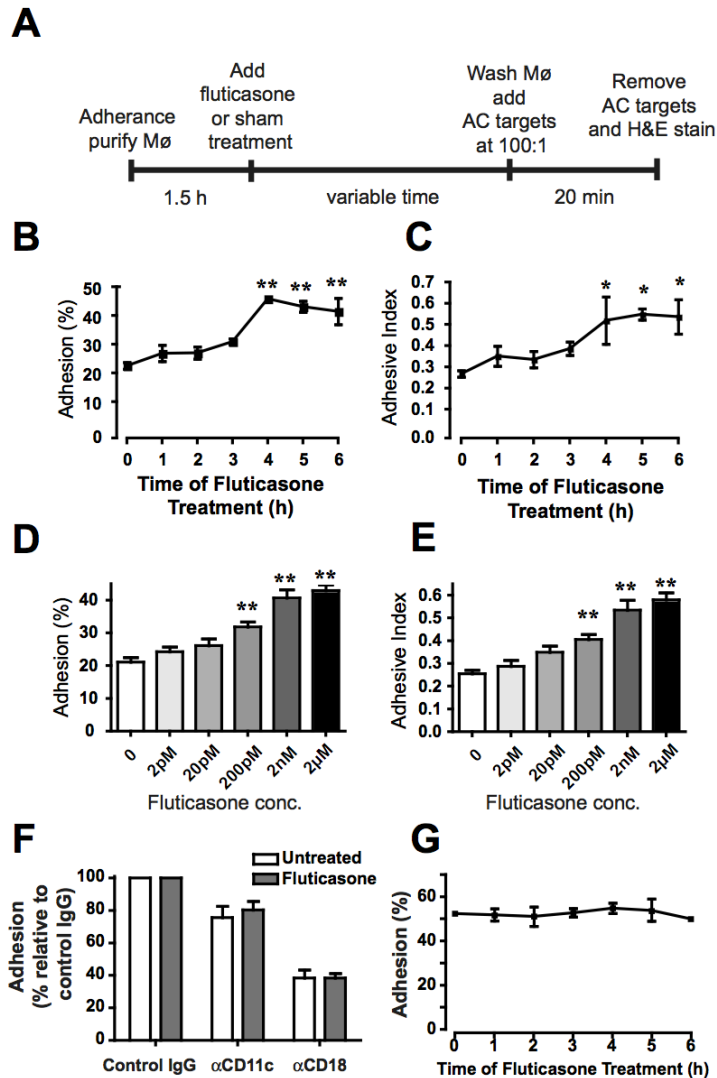 A
Adherance
purify Mø
Add
fluticasone
or sham
treatment
Wash Mø
add
AC targets
at 100:1
Remove
AC targets
and H&E stain
1.5 h
variable time
20 min
B
Adhesion (%)
50
40
30
20
10
0
** ** **
0 1 2 3 4 5 6
Time of Fluticasone
Treatment (h)
C
Adhesive Index
0.7
0.6
0.5
0.4
0.3
0.2
0.0
* * *
0 1 2 3 4 5 6
Time of Fluticasone
Treatment (h)
D
Adhesion (%)
40
30
20
10
0
** ** **
0 2pM 20pM 200pM 2nM 2µM
Fluticasone conc.
E
Adhesive Index
0.6
0.5
0.4
0.3
0.2
0.0
** ** **
0 2pM 20pM 200pM 2nM 2µM
Fluticasone conc.
F
Adhesion
(% relative to
control IgG)
100
80
60
40
20
0
Untreated
Fluticasone
Control IgG αCD11c αCD18
G
Adhesion (%)
60
40
20
0
0 1 2 3 4 5 6
Time of Fluticasone Treatment (h)